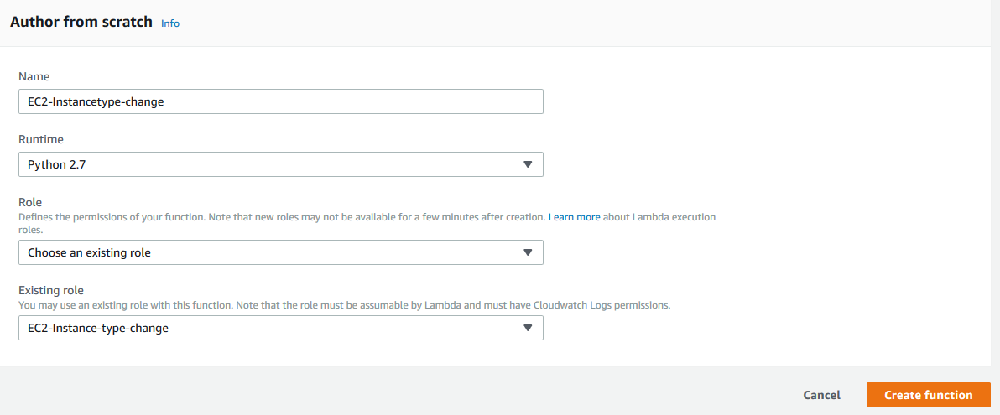 Author from scratch Info
Name
EC2-Instancetype-change
Runtime
Python 2.7
Role
Defines the permissions of your function. Note that new roles may not be available for a few minutes after creation. Learn more about Lambda execution
roles.
Choose an existing role
Existing role
You may use an existing role with this function. Note that the role must be assumable by Lambda and must have Cloudwatch Logs permissions.
EC2-Instance-type-change
Cancel Create function